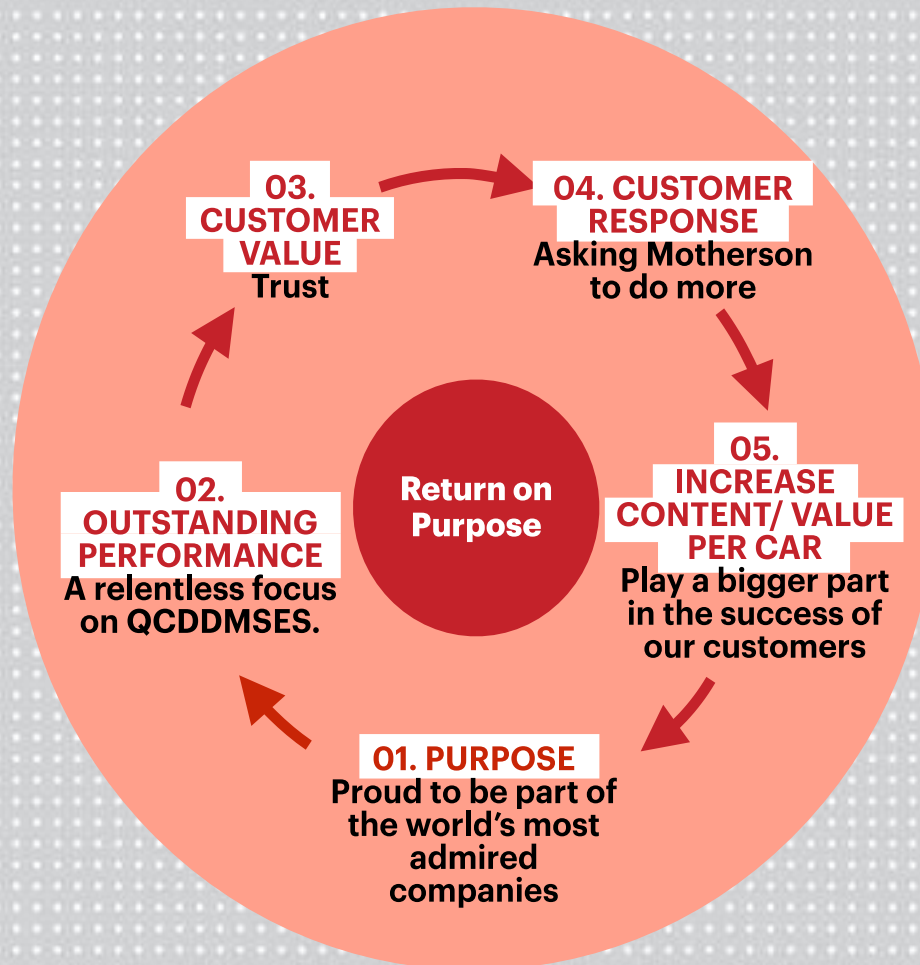 03.
CUSTOMER
VALUE
Trust
04. CUSTOMER
RESPONSE
Asking Motherson
to do more
05.
INCREASE
CONTENT/ VALUE
PER CAR
Play a bigger part
in the success of
our customers
Return on
Purpose
02.
OUTSTANDING
PERFORMANCE
A relentless focus
on QCDDMSES.
01. PURPOSE
Proud to be part of
the world’s most
admired
companies